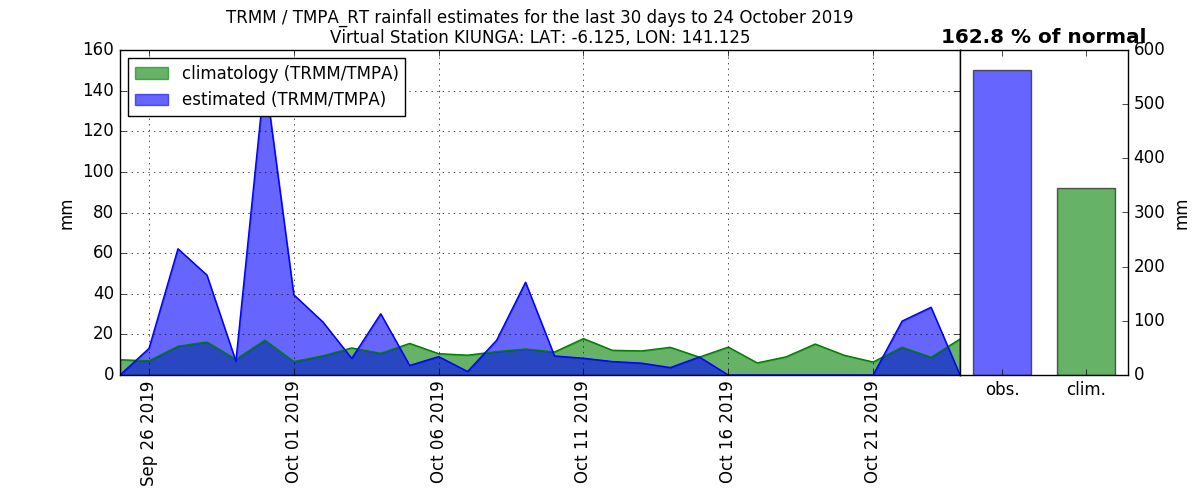 TRMM / TMPA_RT rainfall estimates for the last 30 days to 24 October 2019
Virtual Station KIUNGA: LAT: -6.125, LON: 141.125
162.8 % of normal
climatology (TRMM/TMPA)
estimated (TRMM/TMPA)
160
140
120
100
80
60
40
20
0
mm
Sep 26 2019
Oct 01 2019
Oct 06 2019
Oct 11 2019
Oct 16 2019
Oct 21 2019
600
500
400
300
200
100
0
mm
obs.
clim.